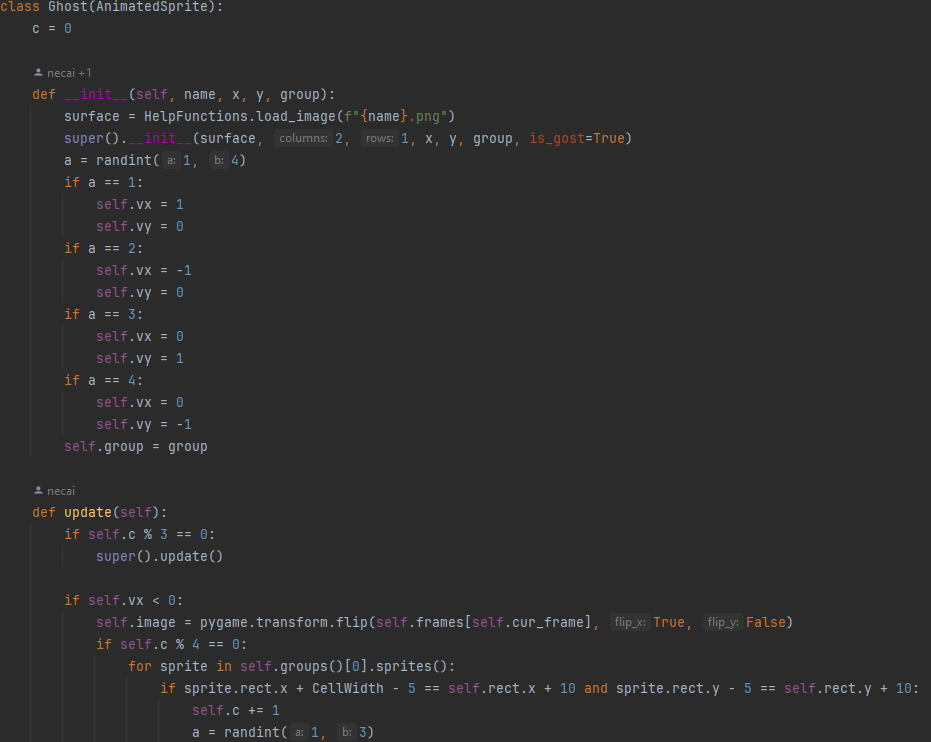 class Ghost(AnimatedSprite):
    c = 0
    necai +1
    def __init__(self, name, x, y, group):
        surface = HelpFunctions.load_image(f"{name}.png")
        super().__init__(surface, columns: 2, rows: 1, x, y, group, is_gost=True)
        a = randint( a: 1, b: 4)
        if a == 1:
            self.vx = 1
            self.vy = 0
        if a == 2:
            self.vx = -1
            self.vy = 0
        if a == 3:
            self.vx = 0
            self.vy = 1
        if a == 4:
            self.vx = 0
            self.vy = -1
        self.group = group
    necai
    def update(self):
        if self.c % 3 == 0:
            super().update()
        if self.vx < 0:
            self.image = pygame.transform.flip(self.frames[self.cur_frame], flip_x: True, flip_y: False)
            if self.c % 4 == 0:
                for sprite in self.groups()[0].sprites():
                    if sprite.rect.x + CellWidth - 5 == self.rect.x + 10 and sprite.rect.y - 5 == self.rect.y + 10:
                        self.c += 1
                        a = randint( a: 1, b: 3)